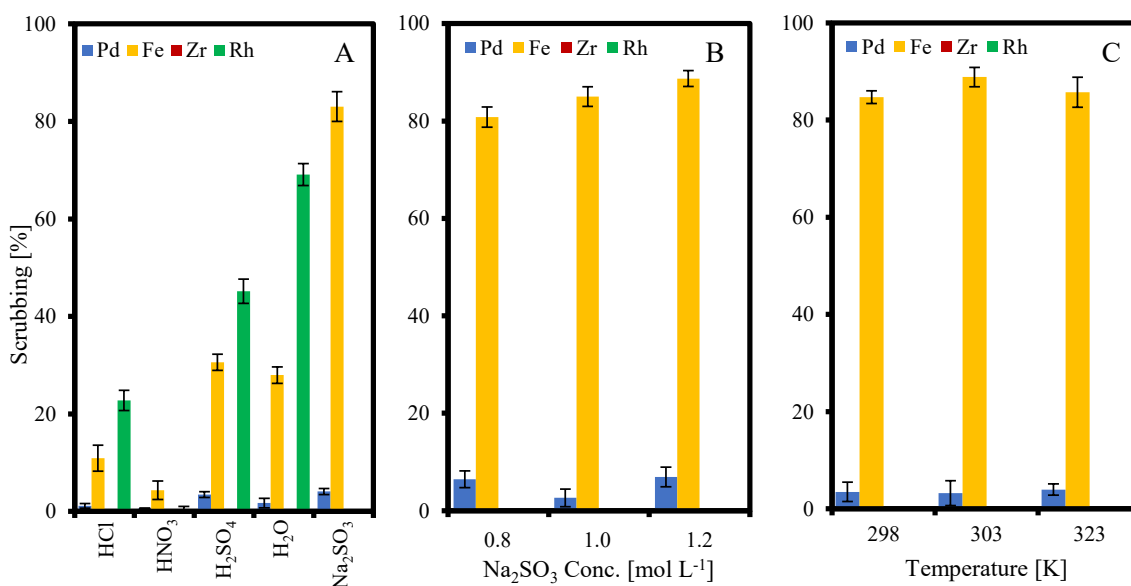 Scrubbing [%]
100
80
60
40
20
0
Pd Fe Zr Rh
A
HCl
HNO₃
H₂SO₄
H₂O
Na₂SO₃
100
80
60
40
20
0
Pd Fe Zr Rh
B
0.8 1.0 1.2
Na₂SO₃ Conc. [mol L⁻¹]
100
80
60
40
20
0
Pd Fe Zr Rh
C
298 303 323
Temperature [K]